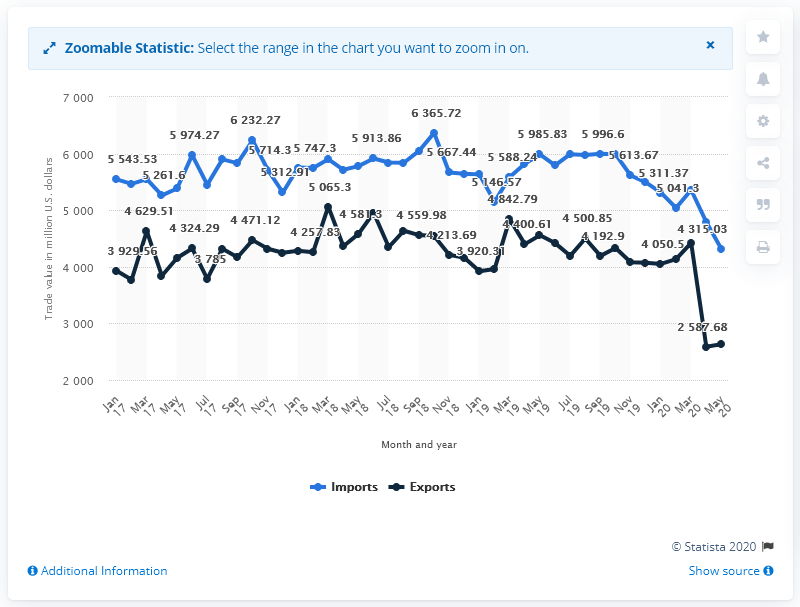 Zoomable Statistic: Select the range in the chart you want to zoom in on.
×
7 000
6 000
5 000
4 000
3 000
2 000
Trade value in million U.S. dollars
5 543.53
5 261.6
5 974.27
6 232.27
5 714.3
5 312.91
5 747.3
5 913.86
6 365.72
5 667.44
5 146.57
5 588.24
5 985.83
5 996.6
5 613.67
5 311.37
5 041.3
4 315.03
3 929.56
4 629.51
4 324.29
3 785
4 471.12
4 257.83
5 065.3
4 581.3
4 559.98
4 213.69
3 920.31
4 842.79
4 400.61
4 500.85
4 192.9
4 050.5
2 587.68
Jan 17
Mar 17
May 17
Jul 17
Sep 17
Nov 17
Jan 18
Mar 18
May 18
Jul 18
Sep 18
Nov 18
Jan 19
Mar 19
May 19
Jul 19
Sep 19
Nov 19
Jan 20
Mar 20
May 20
Month and year
Imports Exports
© Statista 2020
Additional Information
Show source